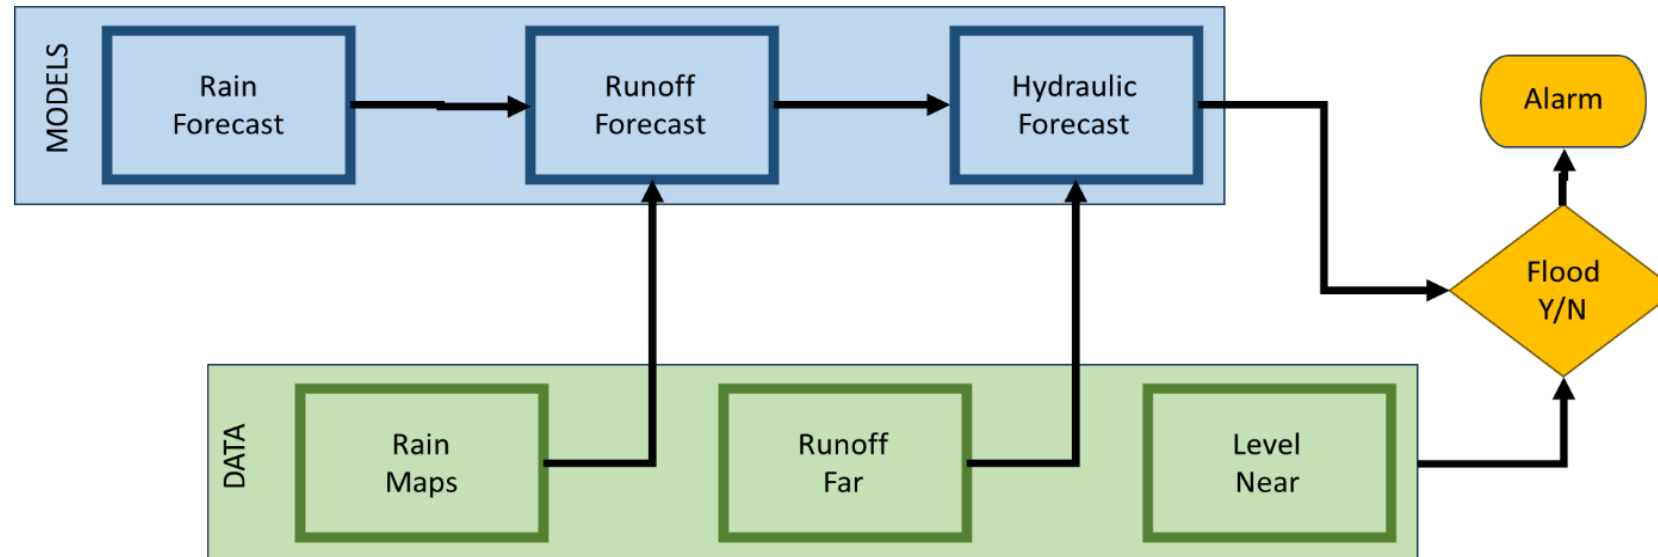 MODELS
Rain
Forecast
Runoff
Forecast
Hydraulic
Forecast
Alarm
Flood
Y/N
DATA
Rain
Maps
Runoff
Far
Level
Near